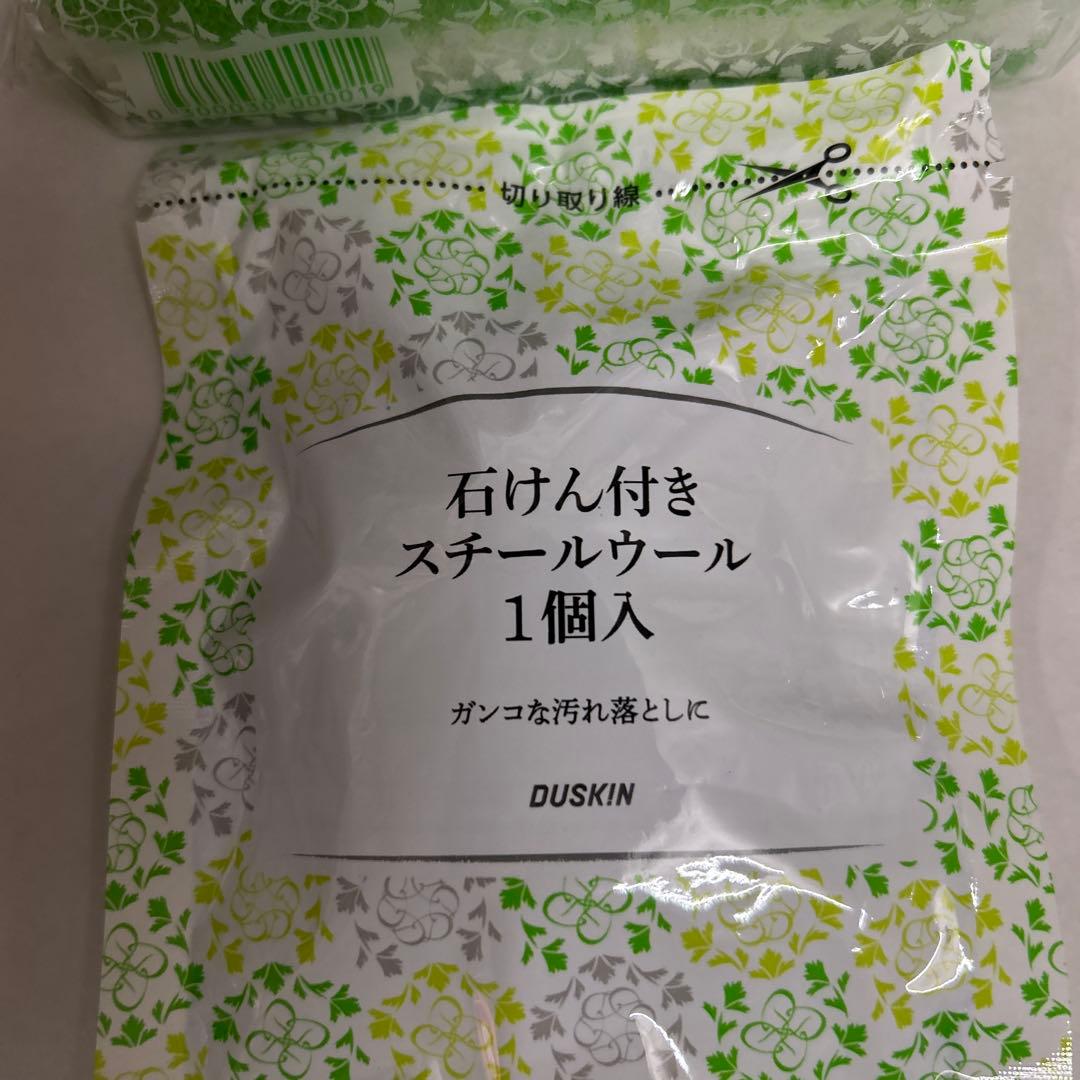 切り取り線
石けん付き
スチールウール
1個入
ガンコな汚れ落としに
DUSKIN